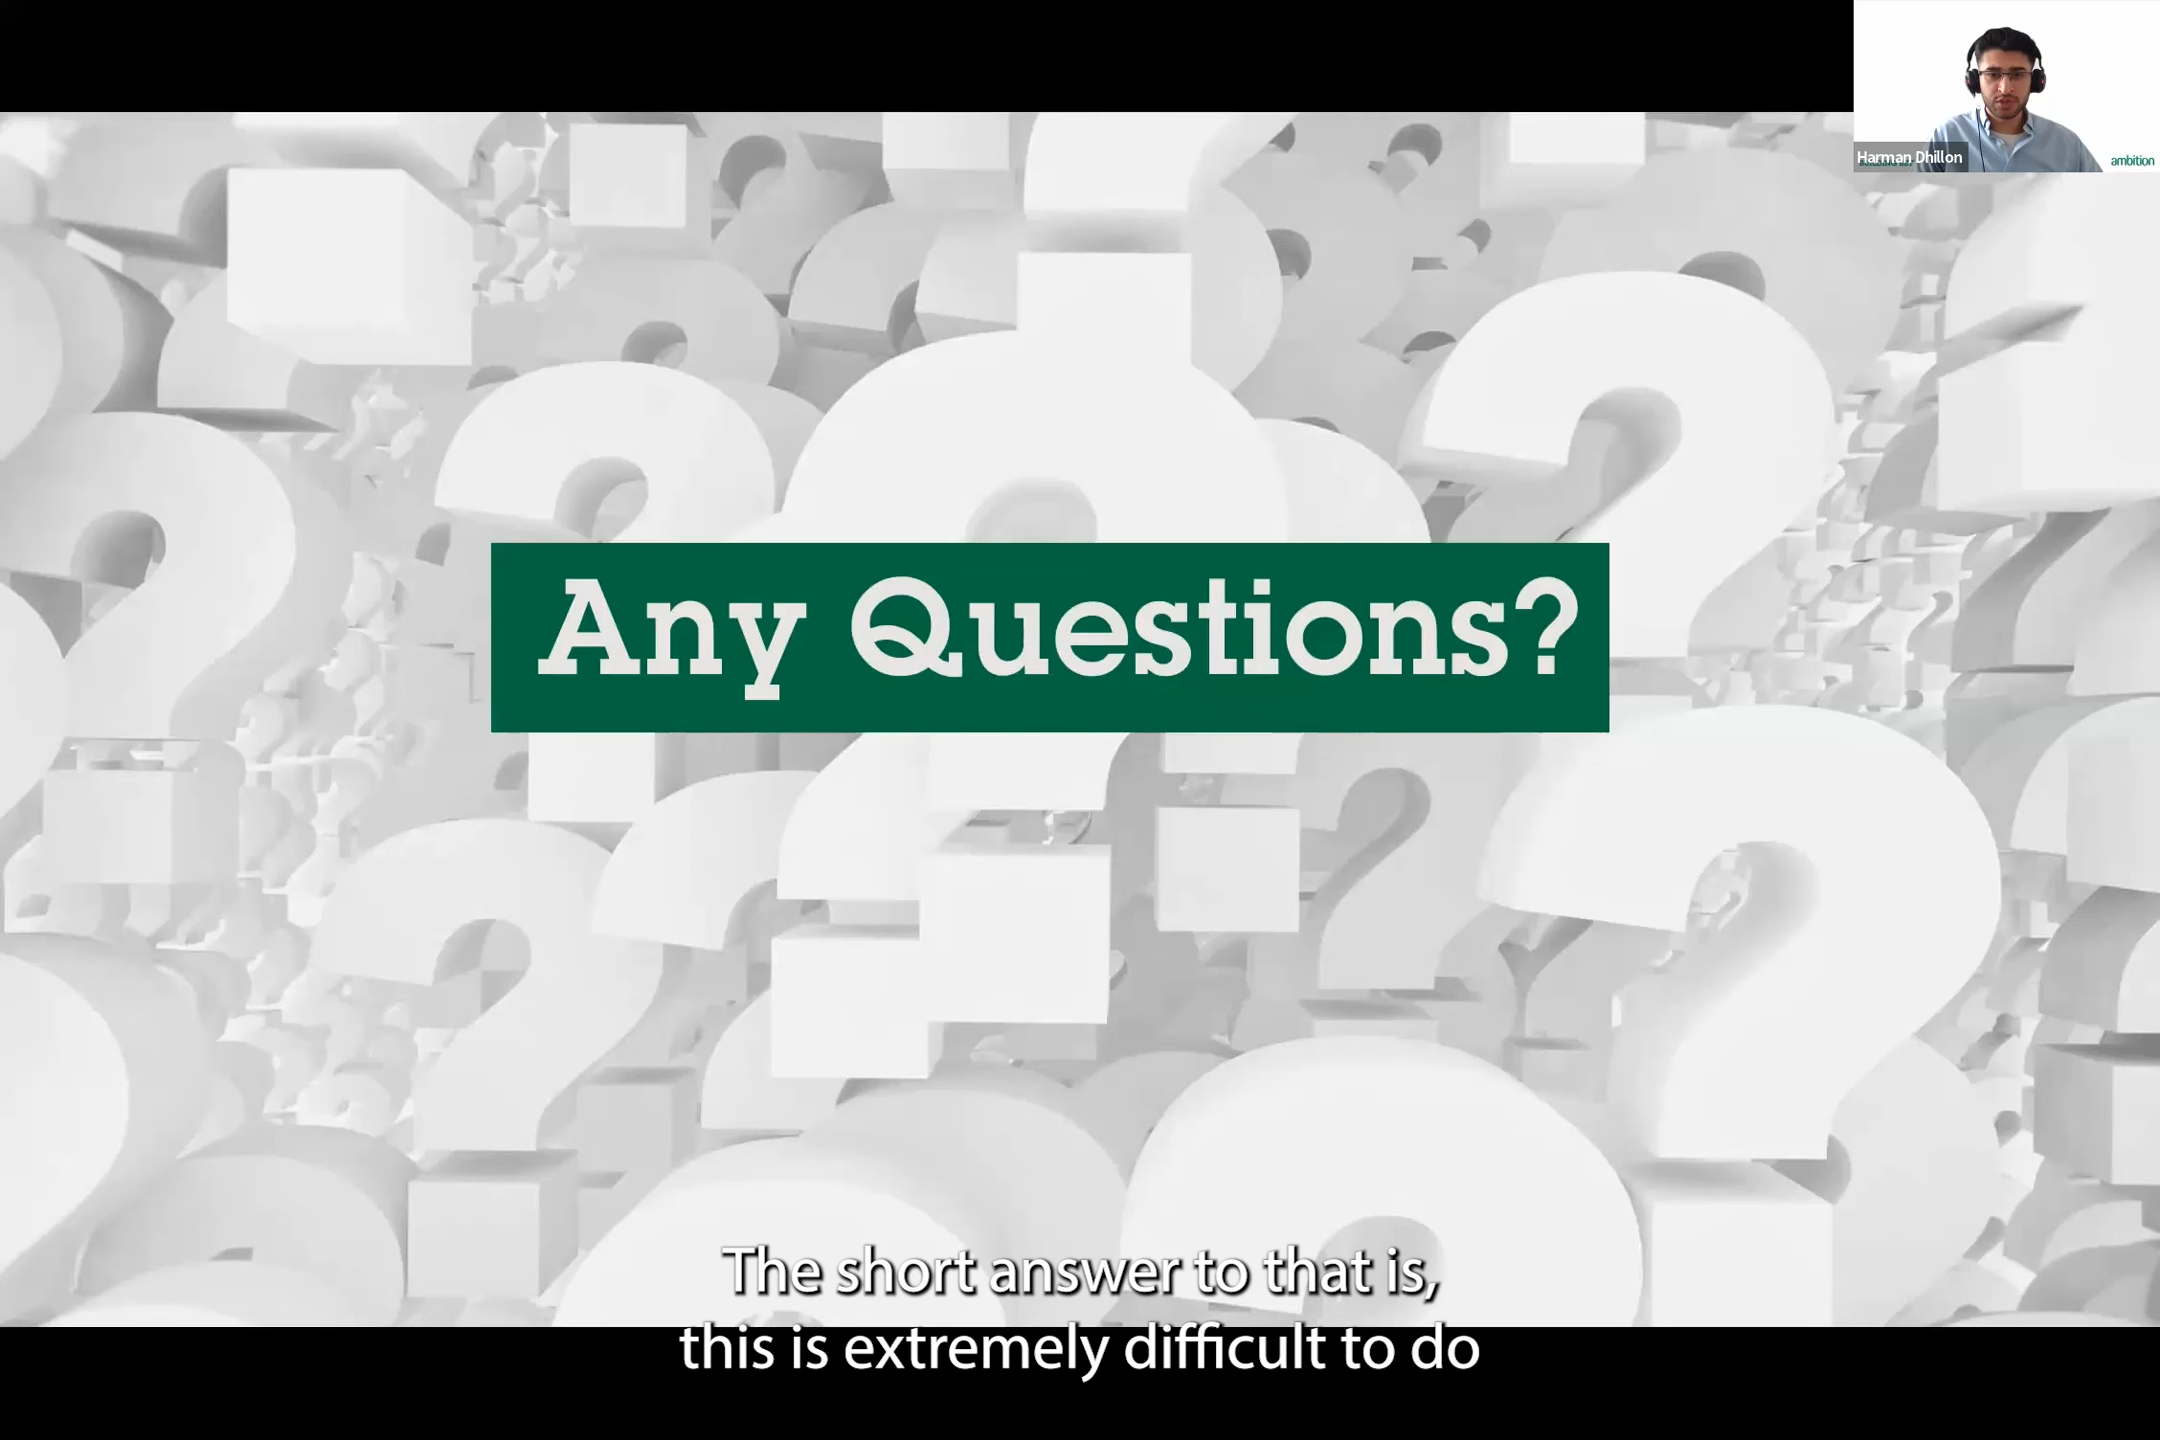 Harman Dhillon
ambition
Any Questions?
The short answer to that is,
this is extremely difficult to do